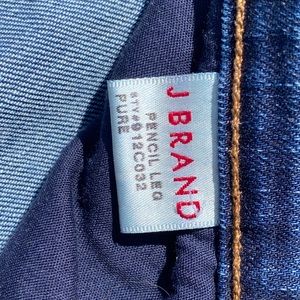 J BRAND
PENCIL LEG
STY#912C032
PURE